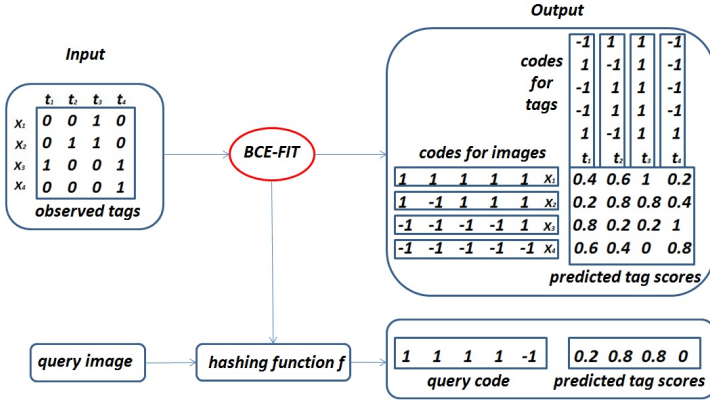 Output
Input
-1 1 1 -1
1 -1 1 -1
-1 1 1 -1
-1 1 1 -1
1 -1 1 1
codes
for
tags
t₁ t₂ t₃ t₄
X₁ 0 0 1 0
X₂ 0 1 1 0
X₃ 1 0 0 1
X₄ 0 0 0 1
observed tags
BCE-FIT
codes for images
t₁ t₂ t₃ t₄
1 1 1 1 1 X₁ 0.4 0.6 1 0.2
1 -1 1 1 1 X₂ 0.2 0.8 0.8 0.4
-1 -1 -1 -1 1 X₃ 0.8 0.2 0.2 1
-1 -1 -1 -1 -1 X₄ 0.6 0.4 0 0.8
predicted tag scores
query image
hashing function f
1 1 1 1 -1
query code
0.2 0.8 0.8 0
predicted tag scores